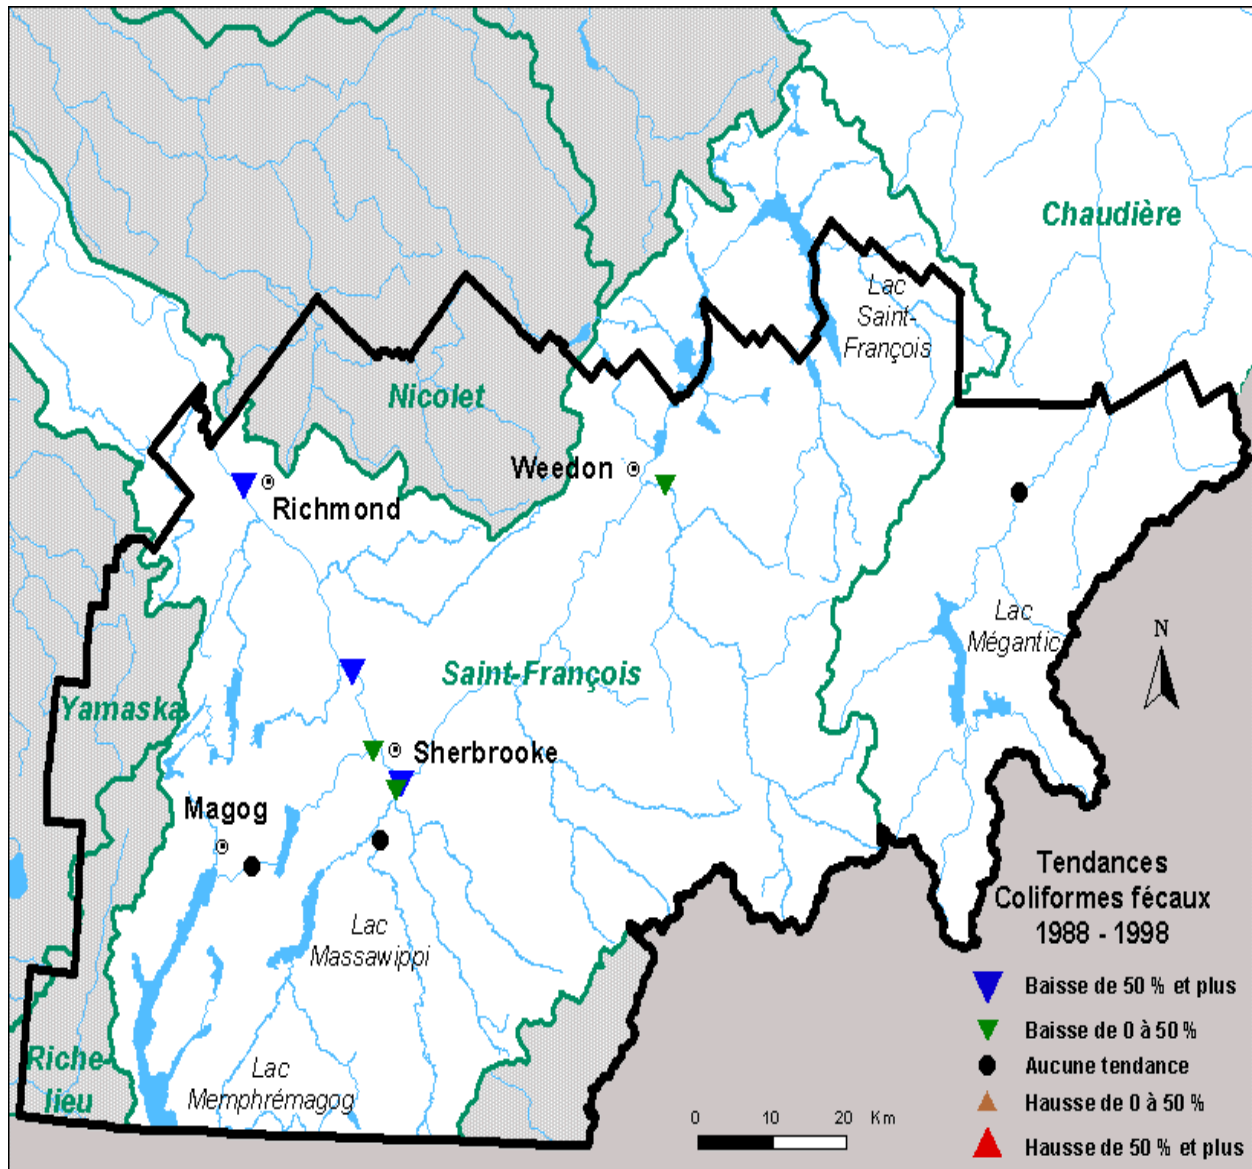 Chaudière
Lac
Saint-
François
Nicolet
Weedon
Richmond
Lac
Mégantic
N
Saint-François
Yamaska
Sherbrooke
Magog
Tendances
Coliformes fécaux
1988 - 1998
Lac
Massawippi
Baisse de 50 % et plus
Baisse de 0 à 50 %
Riche-
lieu
Aucune tendance
Lac
Memphrémagog
Hausse de 0 à 50 %
0 10 20 Km
Hausse de 50 % et plus